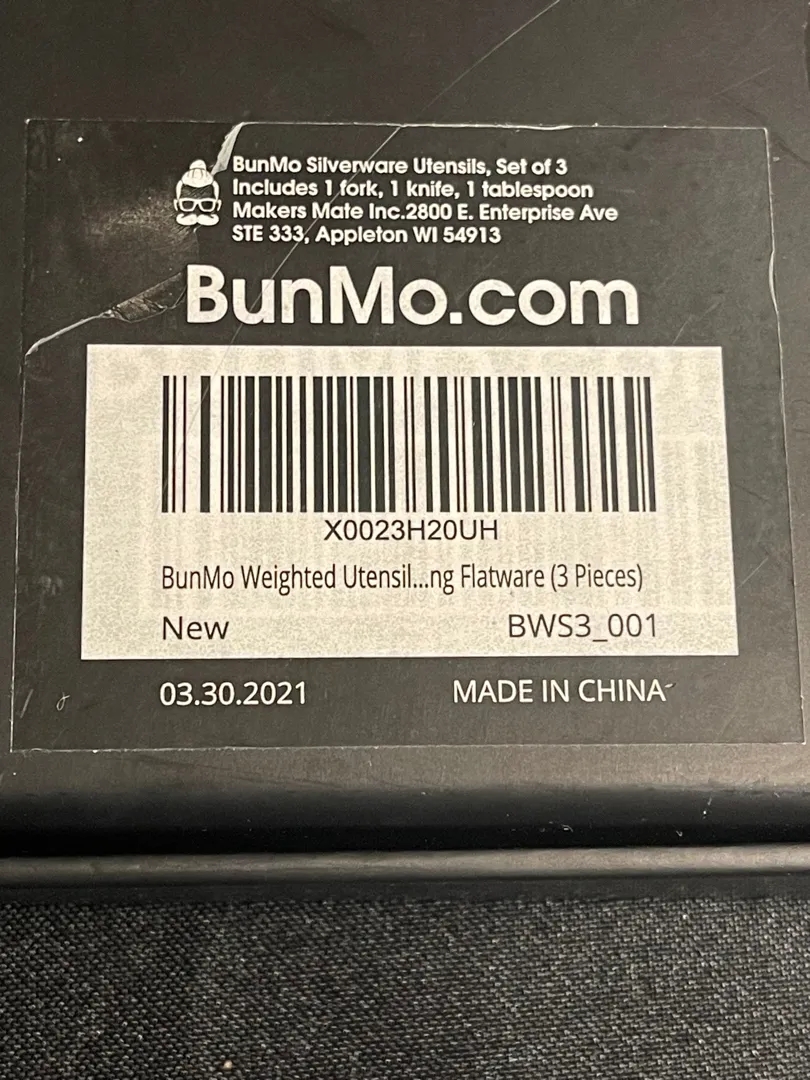 BunMo Silverware Utensils, Set of 3
Includes 1 fork, 1 knife, 1 tablespoon
Makers Mate Inc.2800 E. Enterprise Ave
STE 333, Appleton WI 54913
BunMo.com
X0023H20UH
BunMo Weighted Utensil...ng Flatware (3 Pieces)
New BWS3_001
03.30.2021 MADE IN CHINA